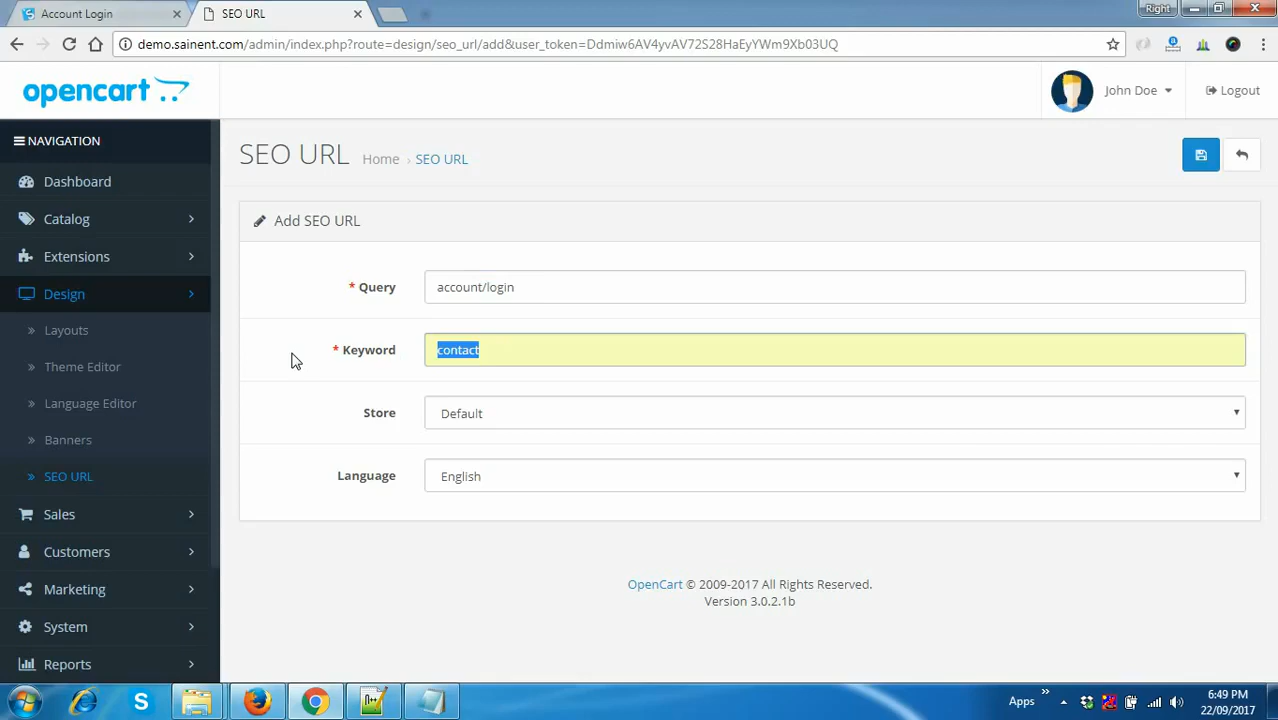 Account Login
SEO URL
Right
demo.sainent.com/admin/index.php?route=design/seo_url/add&user_token=Ddmiw6AV4yvAV72S28HaEyYWm9Xb03UQ
opencart
John Doe
Logout
NAVIGATION
SEO URL
Home › SEO URL
Dashboard
Catalog
Extensions
Design
Layouts
Theme Editor
Language Editor
Banners
SEO URL
Sales
Customers
Marketing
System
Reports
Add SEO URL
* Query
account/login
* Keyword
contact
Store
Default
Language
English
OpenCart © 2009-2017 All Rights Reserved.
Version 3.0.2.1b
Apps
6:49 PM
22/09/2017